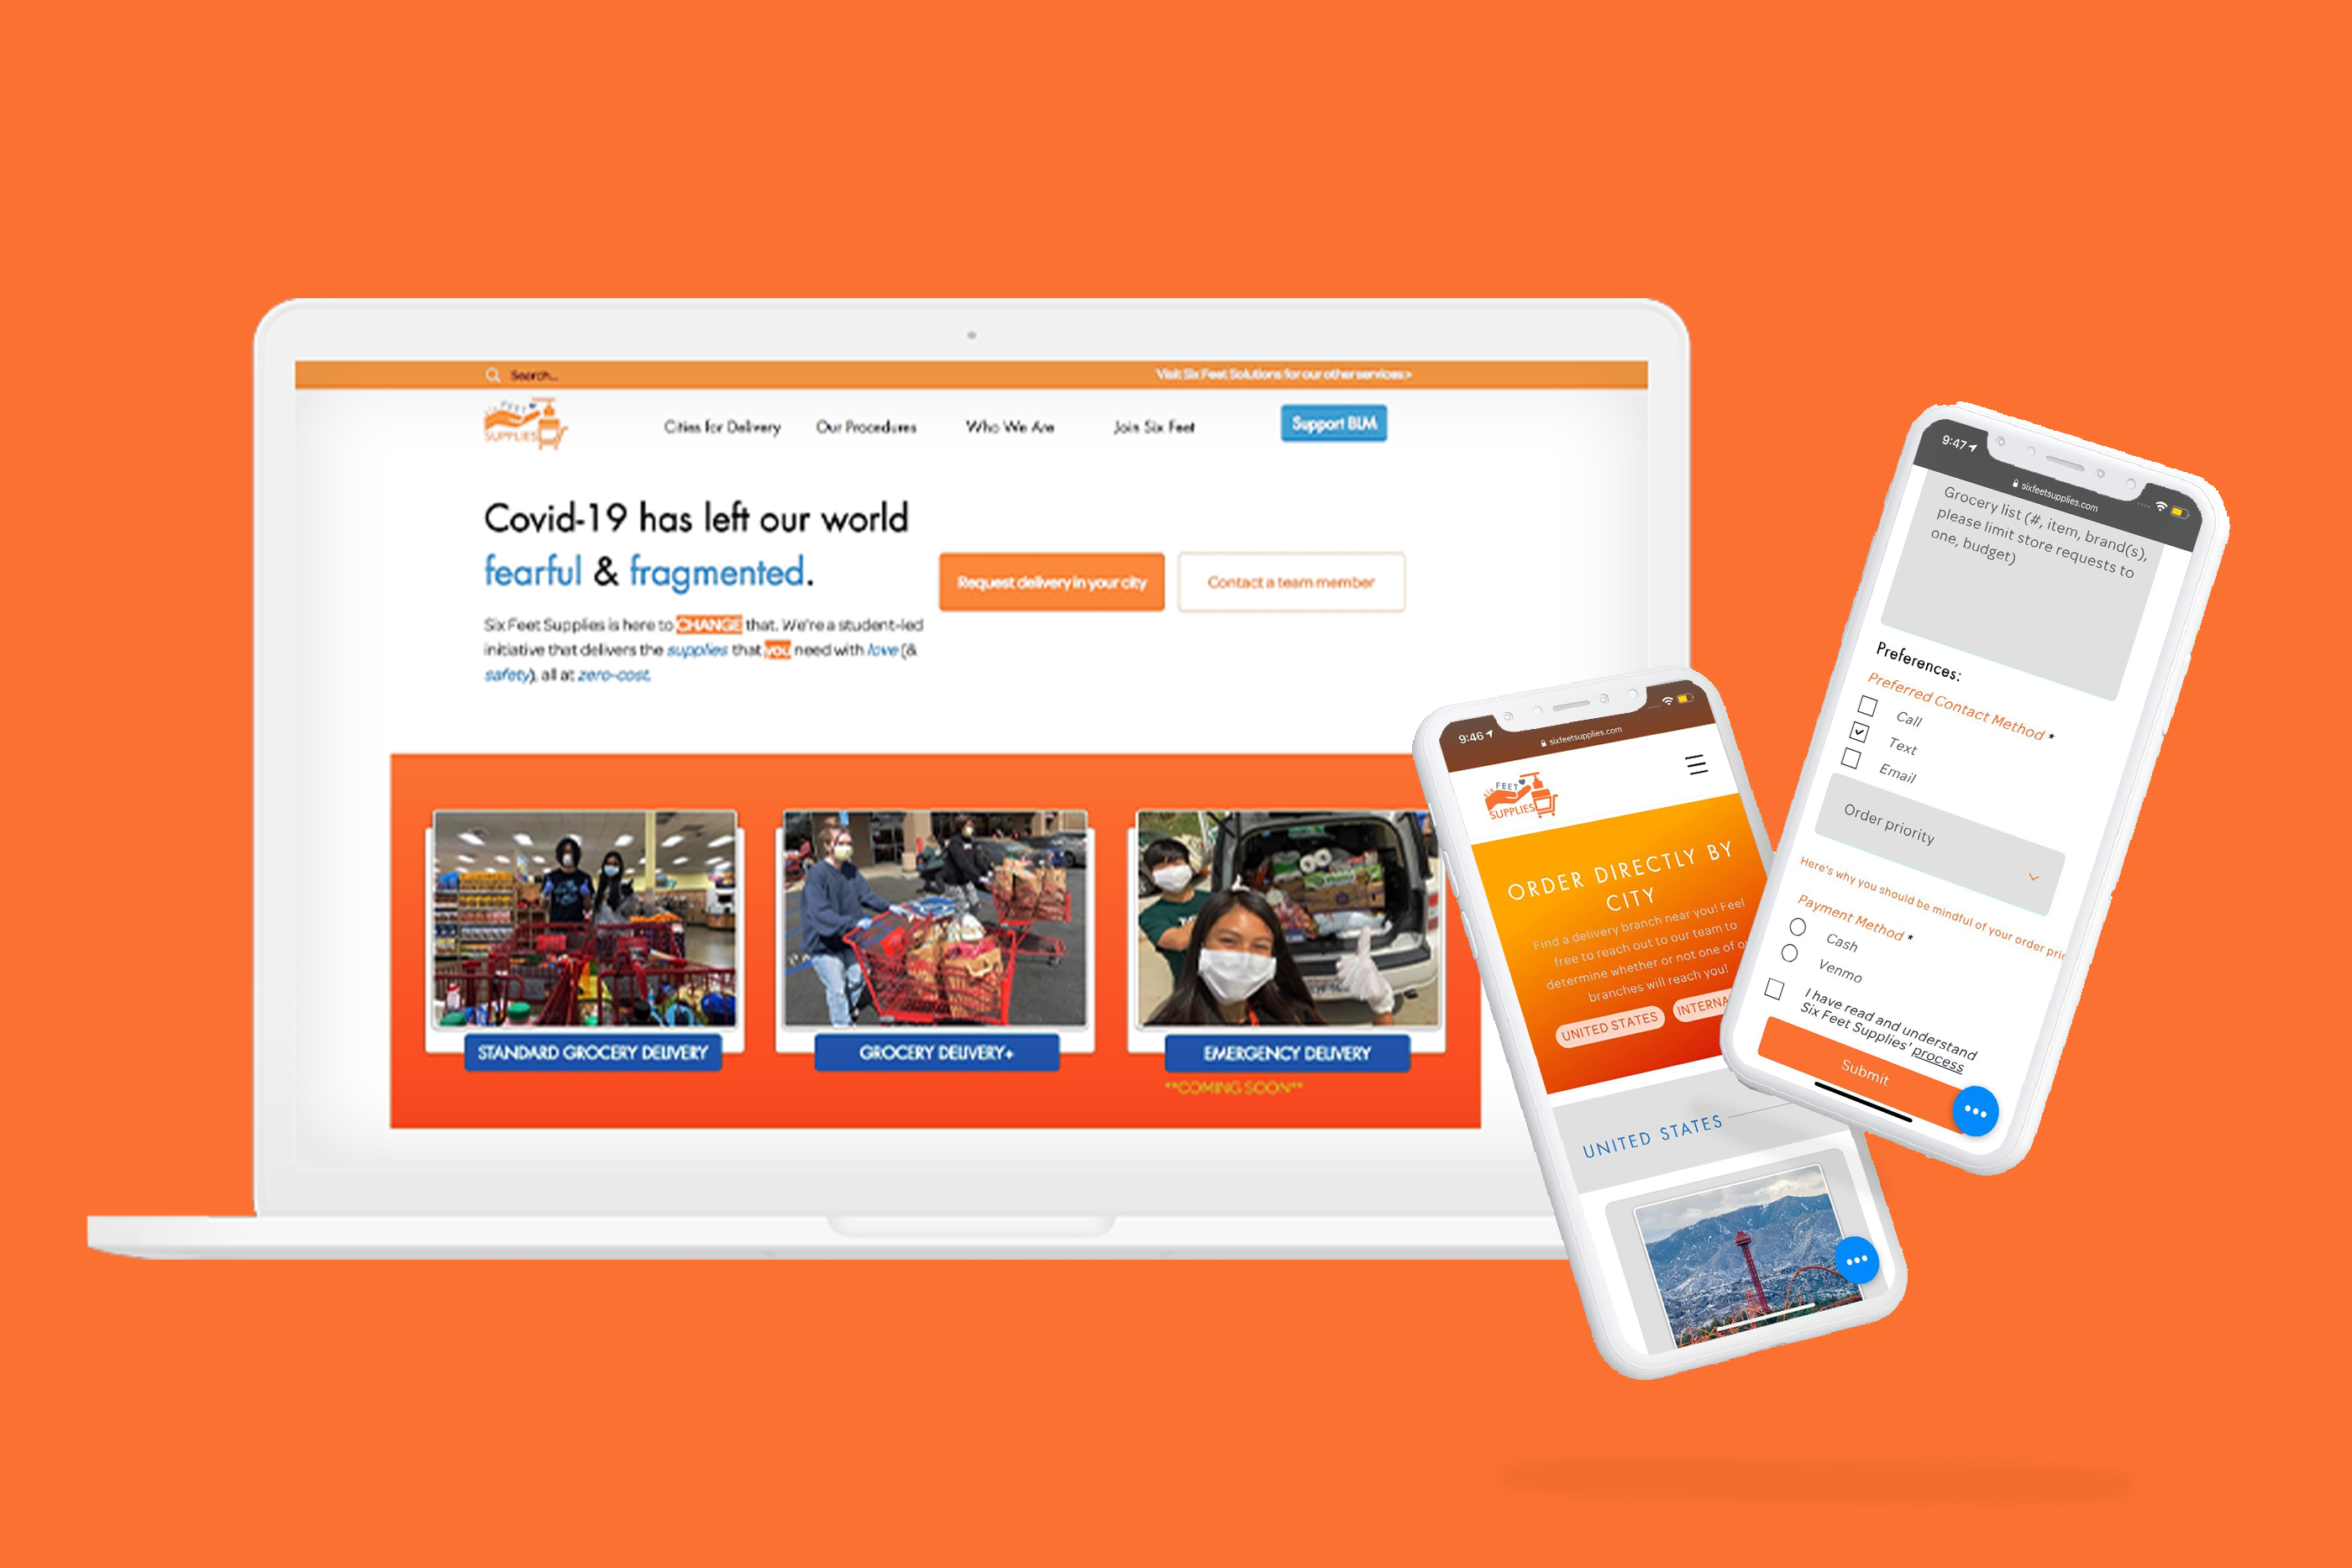 Search...
Visit Six Feet Solutions for our other services >
FEET
SUPPLIES
Cities for Delivery
Our Procedures
Who We Are
Join Six Feet
Support BLM
Covid-19 has left our world
fearful & fragmented.
Six Feet Supplies is here to CHANGE that. We're a student-led
initiative that delivers the supplies that you need with love (&
safety), all at zero-cost.
Request delivery in your city
Contact a team member
STANDARD GROCERY DELIVERY
GROCERY DELIVERY+
EMERGENCY DELIVERY
**COMING SOON**
9:46
sixfeetsupplies.com
SIX FEET
SUPPLIES
ORDER DIRECTLY BY
CITY
Find a delivery branch near you! Feel
free to reach out to our team to
determine whether or not one of
branches will reach you!
UNITED STATES
INTERNA
UNITED STATES
9:47
sixfeetsupplies.com
Grocery list (#, item, brand(s),
please limit store requests to
one, budget)
Preferences:
Preferred Contact Method *
Call
Text
Email
Order priority
Here's why you should be mindful of your order pri
Payment Method *
Cash
Venmo
I have read and understand
Six Feet Supplies' process
Submit